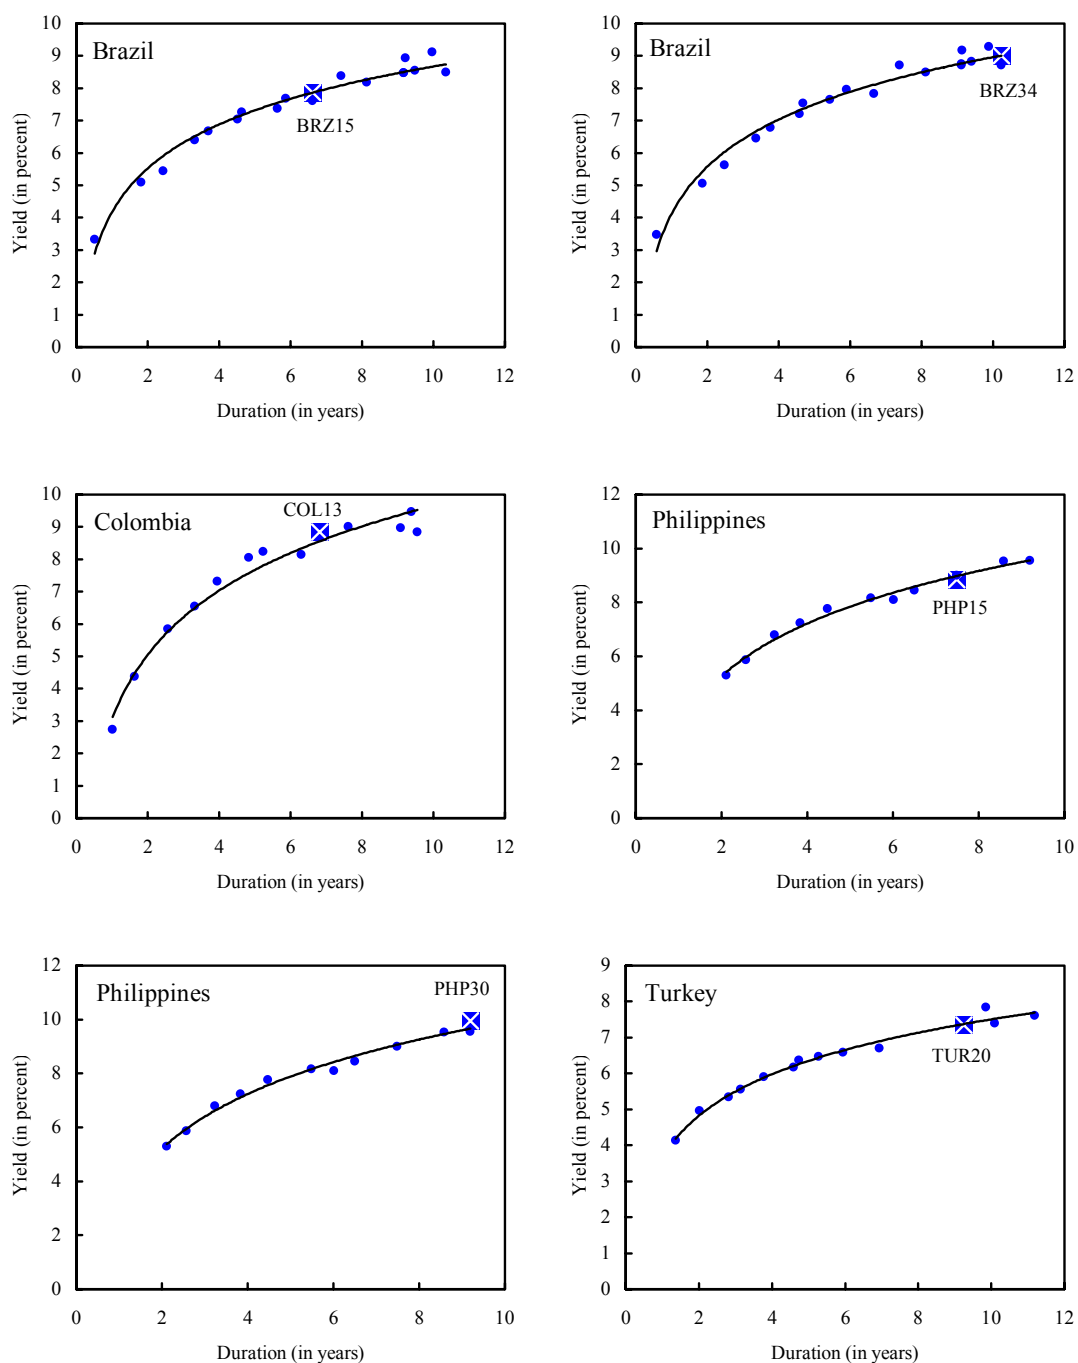 Brazil
10
9
8
7
6
5
4
3
2
1
0
Yield (in percent)
BRZ15
0 2 4 6 8 10 12
Duration (in years)
Brazil
10
9
8
7
6
5
4
3
2
1
0
Yield (in percent)
BRZ34
0 2 4 6 8 10 12
Duration (in years)
Colombia
10
9
8
7
6
5
4
3
2
1
0
Yield (in percent)
COL13
0 2 4 6 8 10 12
Duration (in years)
Philippines
12
10
8
6
4
2
0
Yield (in percent)
PHP15
0 2 4 6 8 10
Duration (in years)
Philippines
12
10
8
6
4
2
0
Yield (in percent)
PHP30
0 2 4 6 8 10
Duration (in years)
Turkey
9
8
7
6
5
4
3
2
1
0
Yield (in percent)
TUR20
0 2 4 6 8 10 12
Duration (in years)